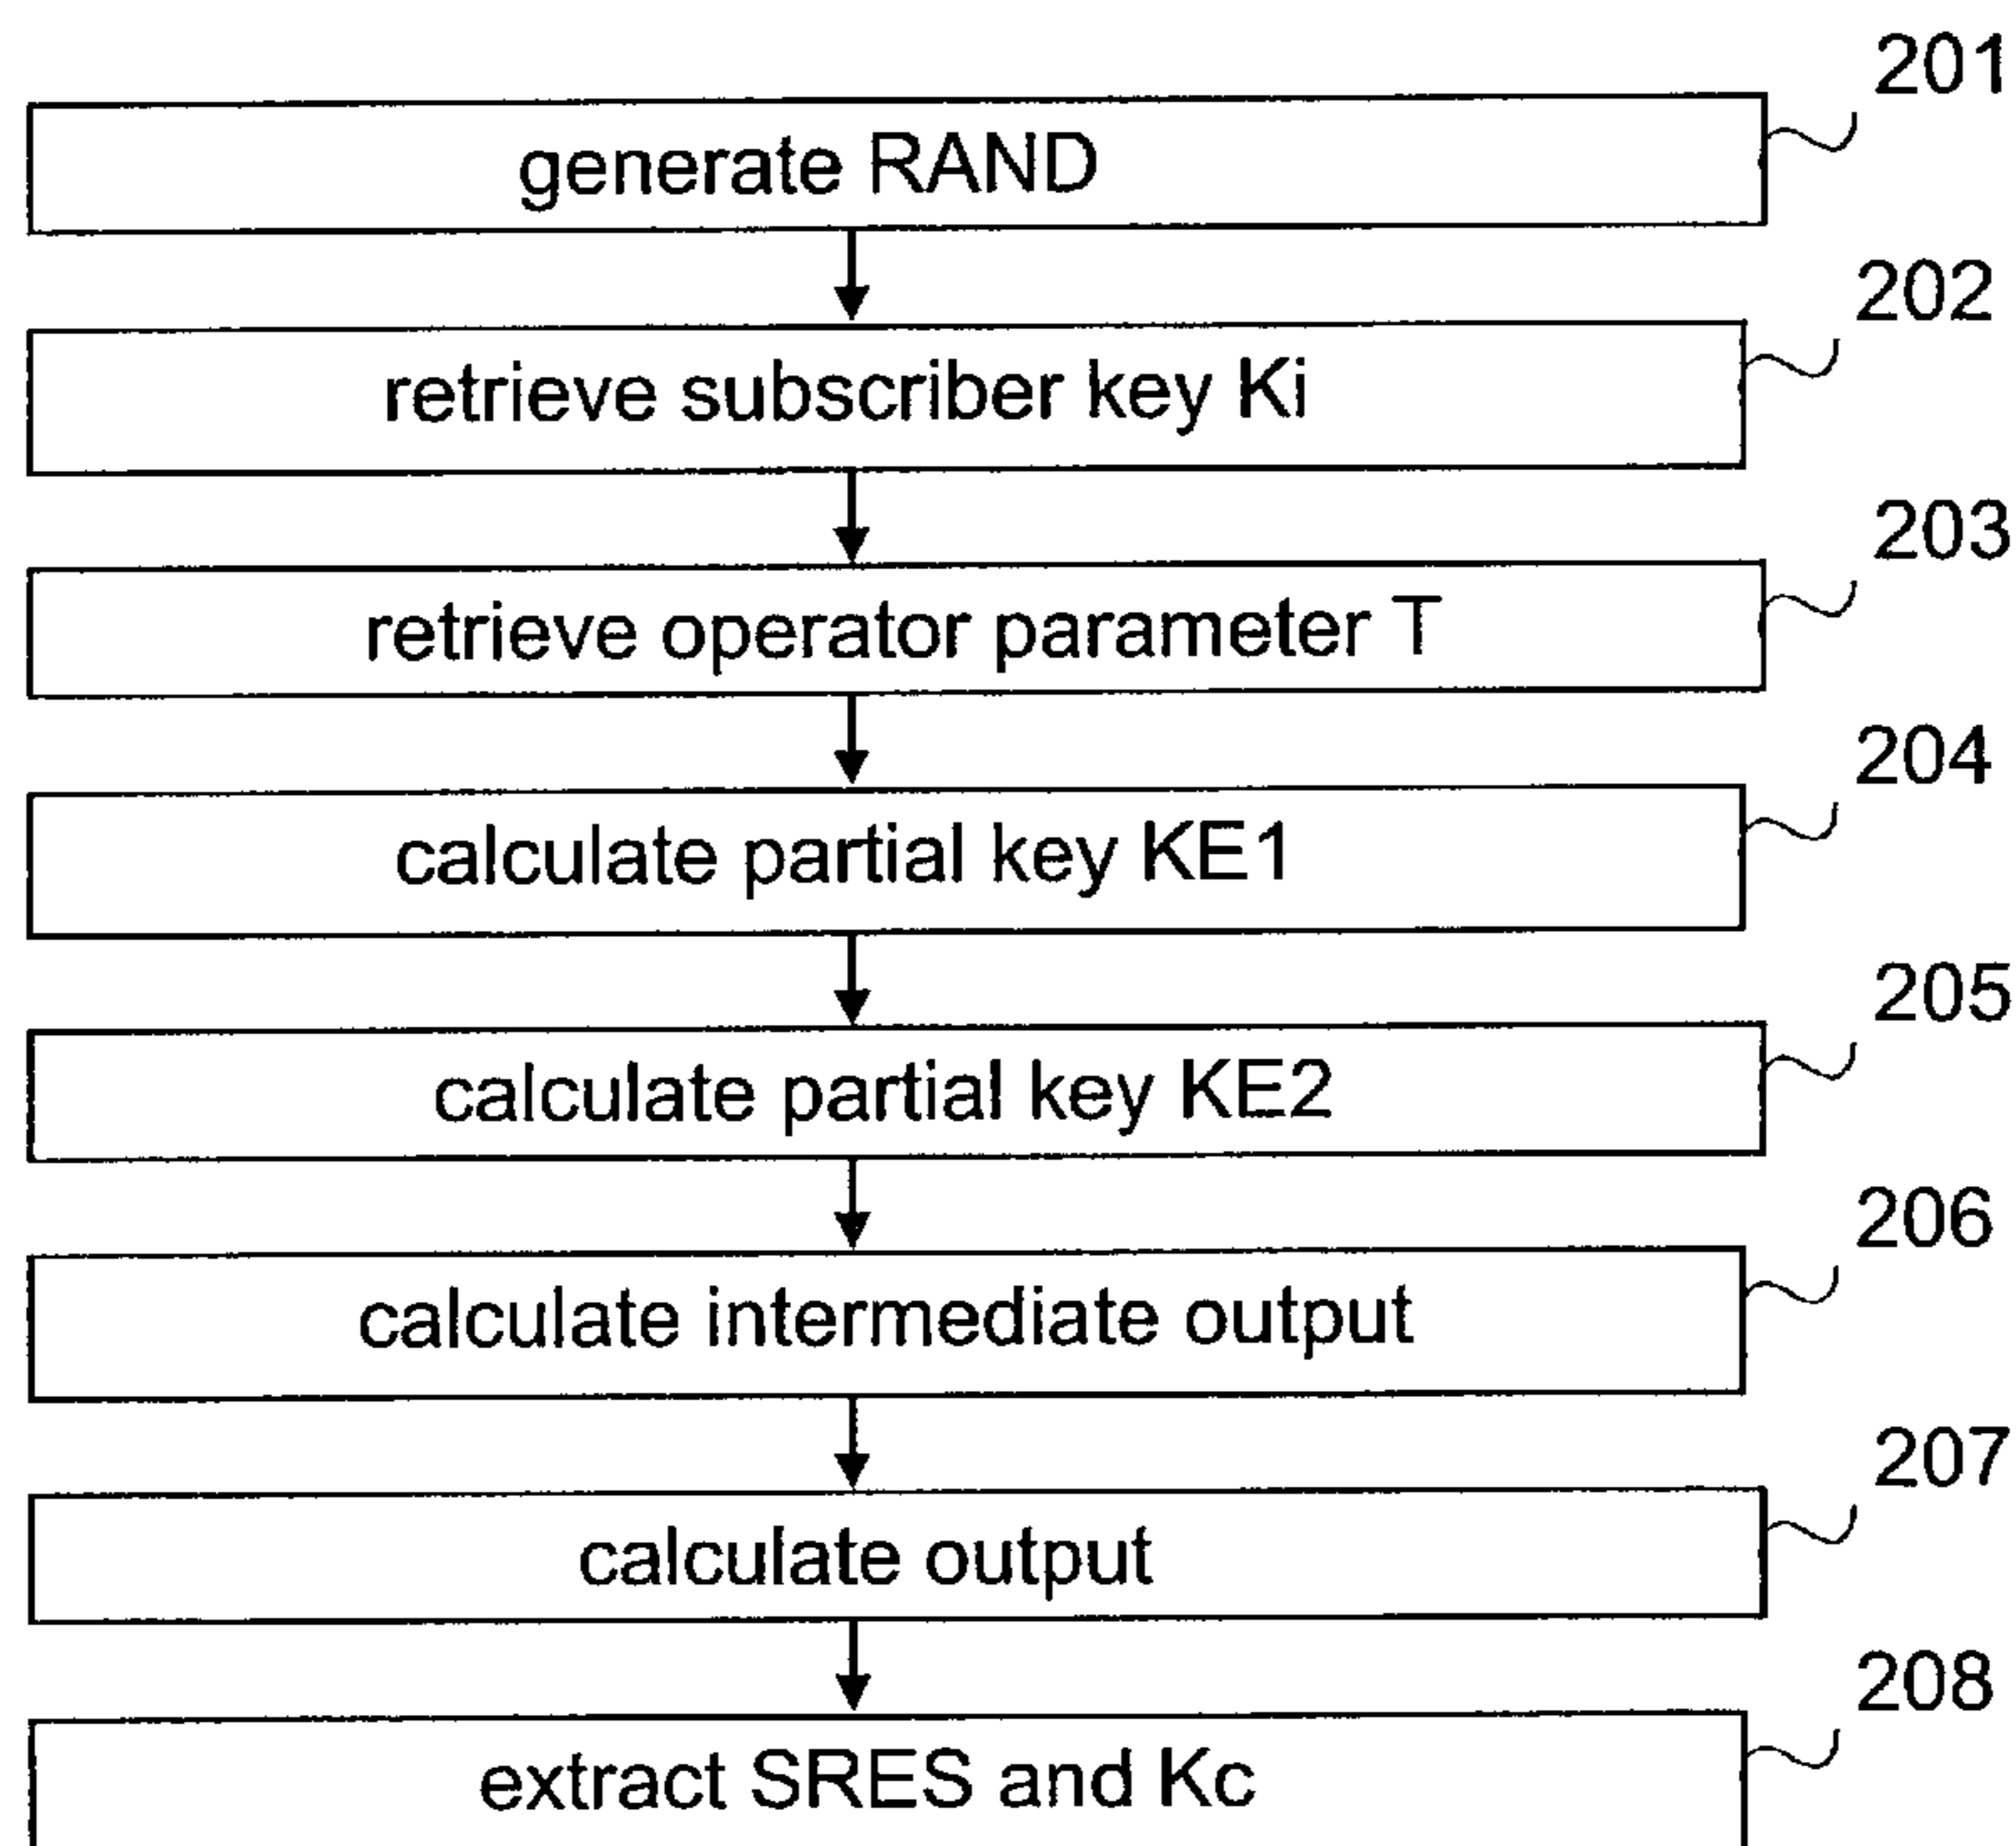 201
generate RAND
202
retrieve subscriber key Ki
203
retrieve operator parameter T
204
calculate partial key KE1
205
calculate partial key KE2
206
calculate intermediate output
207
calculate output
208
extract SRES and Kc